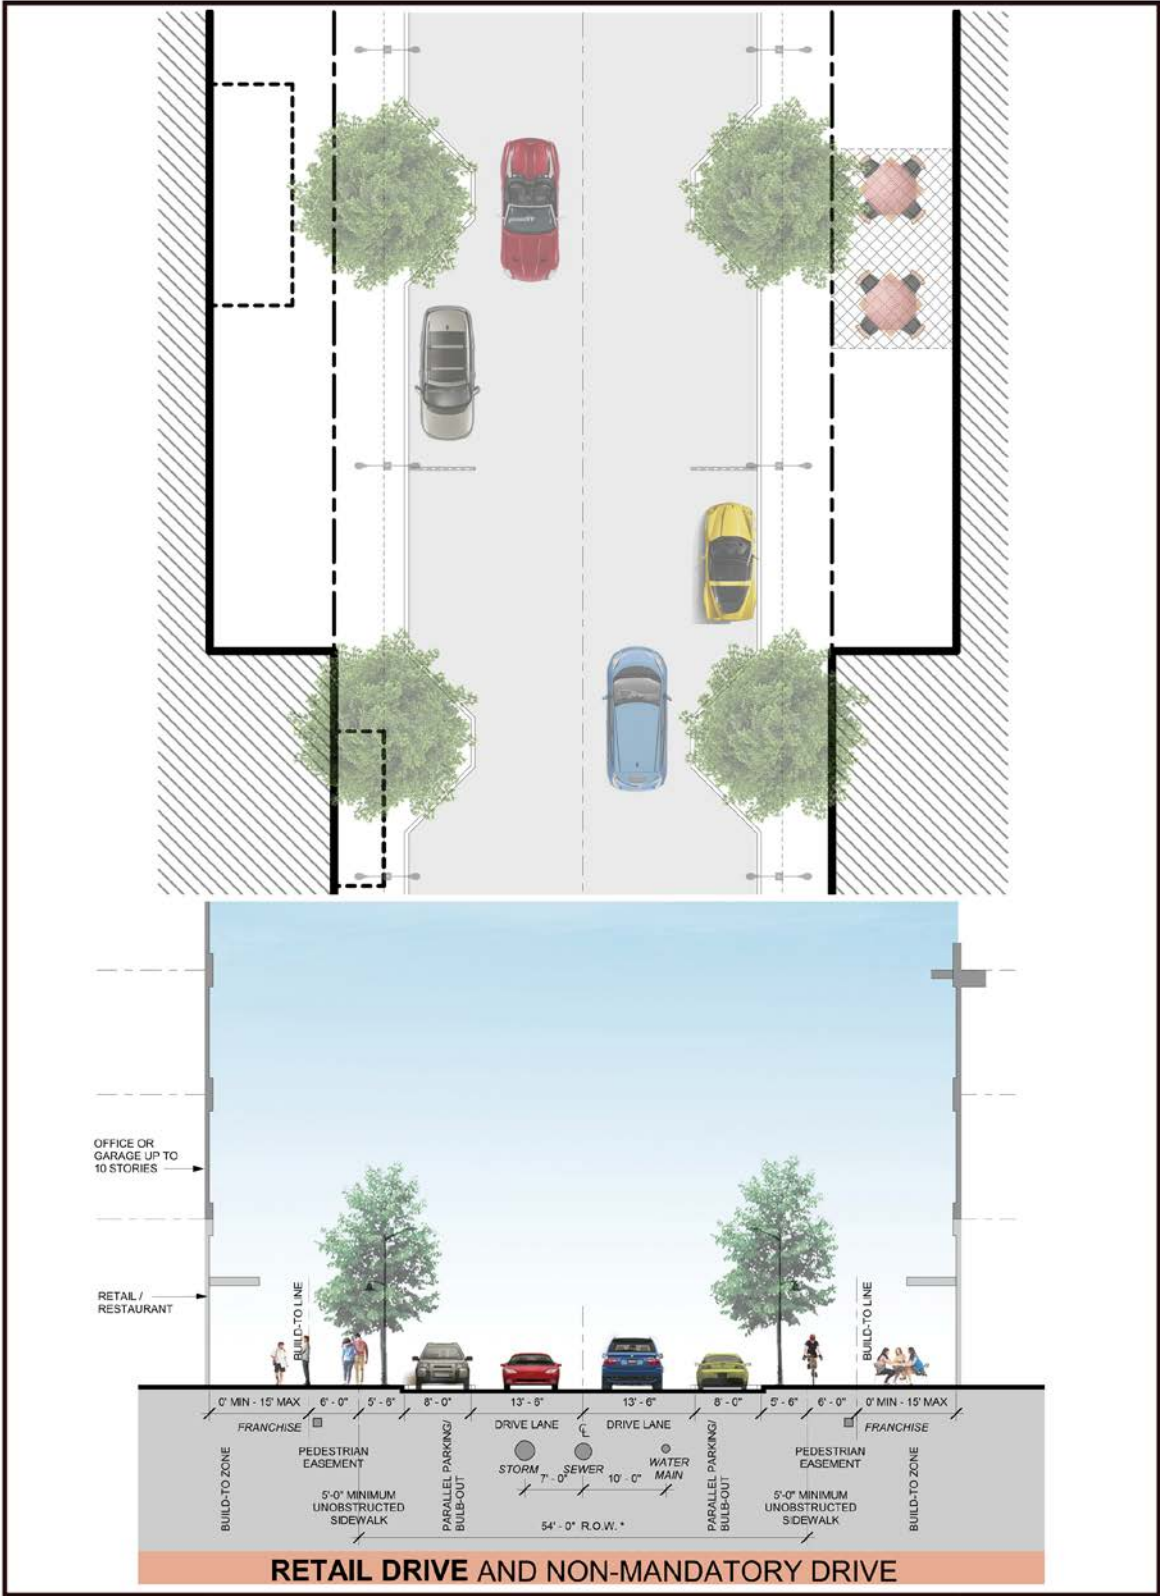 OFFICE OR
GARAGE UP TO
10 STORIES
RETAIL /
RESTAURANT
BUILD-TO LINE
BUILD-TO LINE
0' MIN - 15' MAX 6' - 0" 5' - 6" 8' - 0" 13' - 6" 13' - 6" 8' - 0" 5' - 6" 6' - 0" 0' MIN - 15' MAX
FRANCHISE DRIVE LANE CL DRIVE LANE FRANCHISE
BUILD-TO ZONE
PEDESTRIAN
EASEMENT
5'-0" MINIMUM
UNOBSTRUCTED
SIDEWALK
PARALLEL PARKING/
BULB-OUT
STORM SEWER WATER
MAIN
7' - 0" 10' - 0"
54' - 0" R.O.W. *
PARALLEL PARKING/
BULB-OUT
PEDESTRIAN
EASEMENT
5'-0" MINIMUM
UNOBSTRUCTED
SIDEWALK
BUILD-TO ZONE
RETAIL DRIVE AND NON-MANDATORY DRIVE